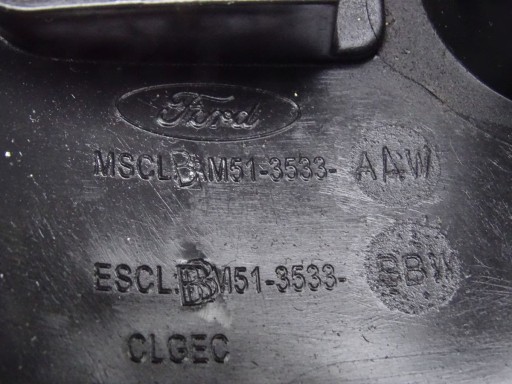 Ford
MSCL BM51-3533- AAW
ESCL BM51-3533- BBW
CLGEC